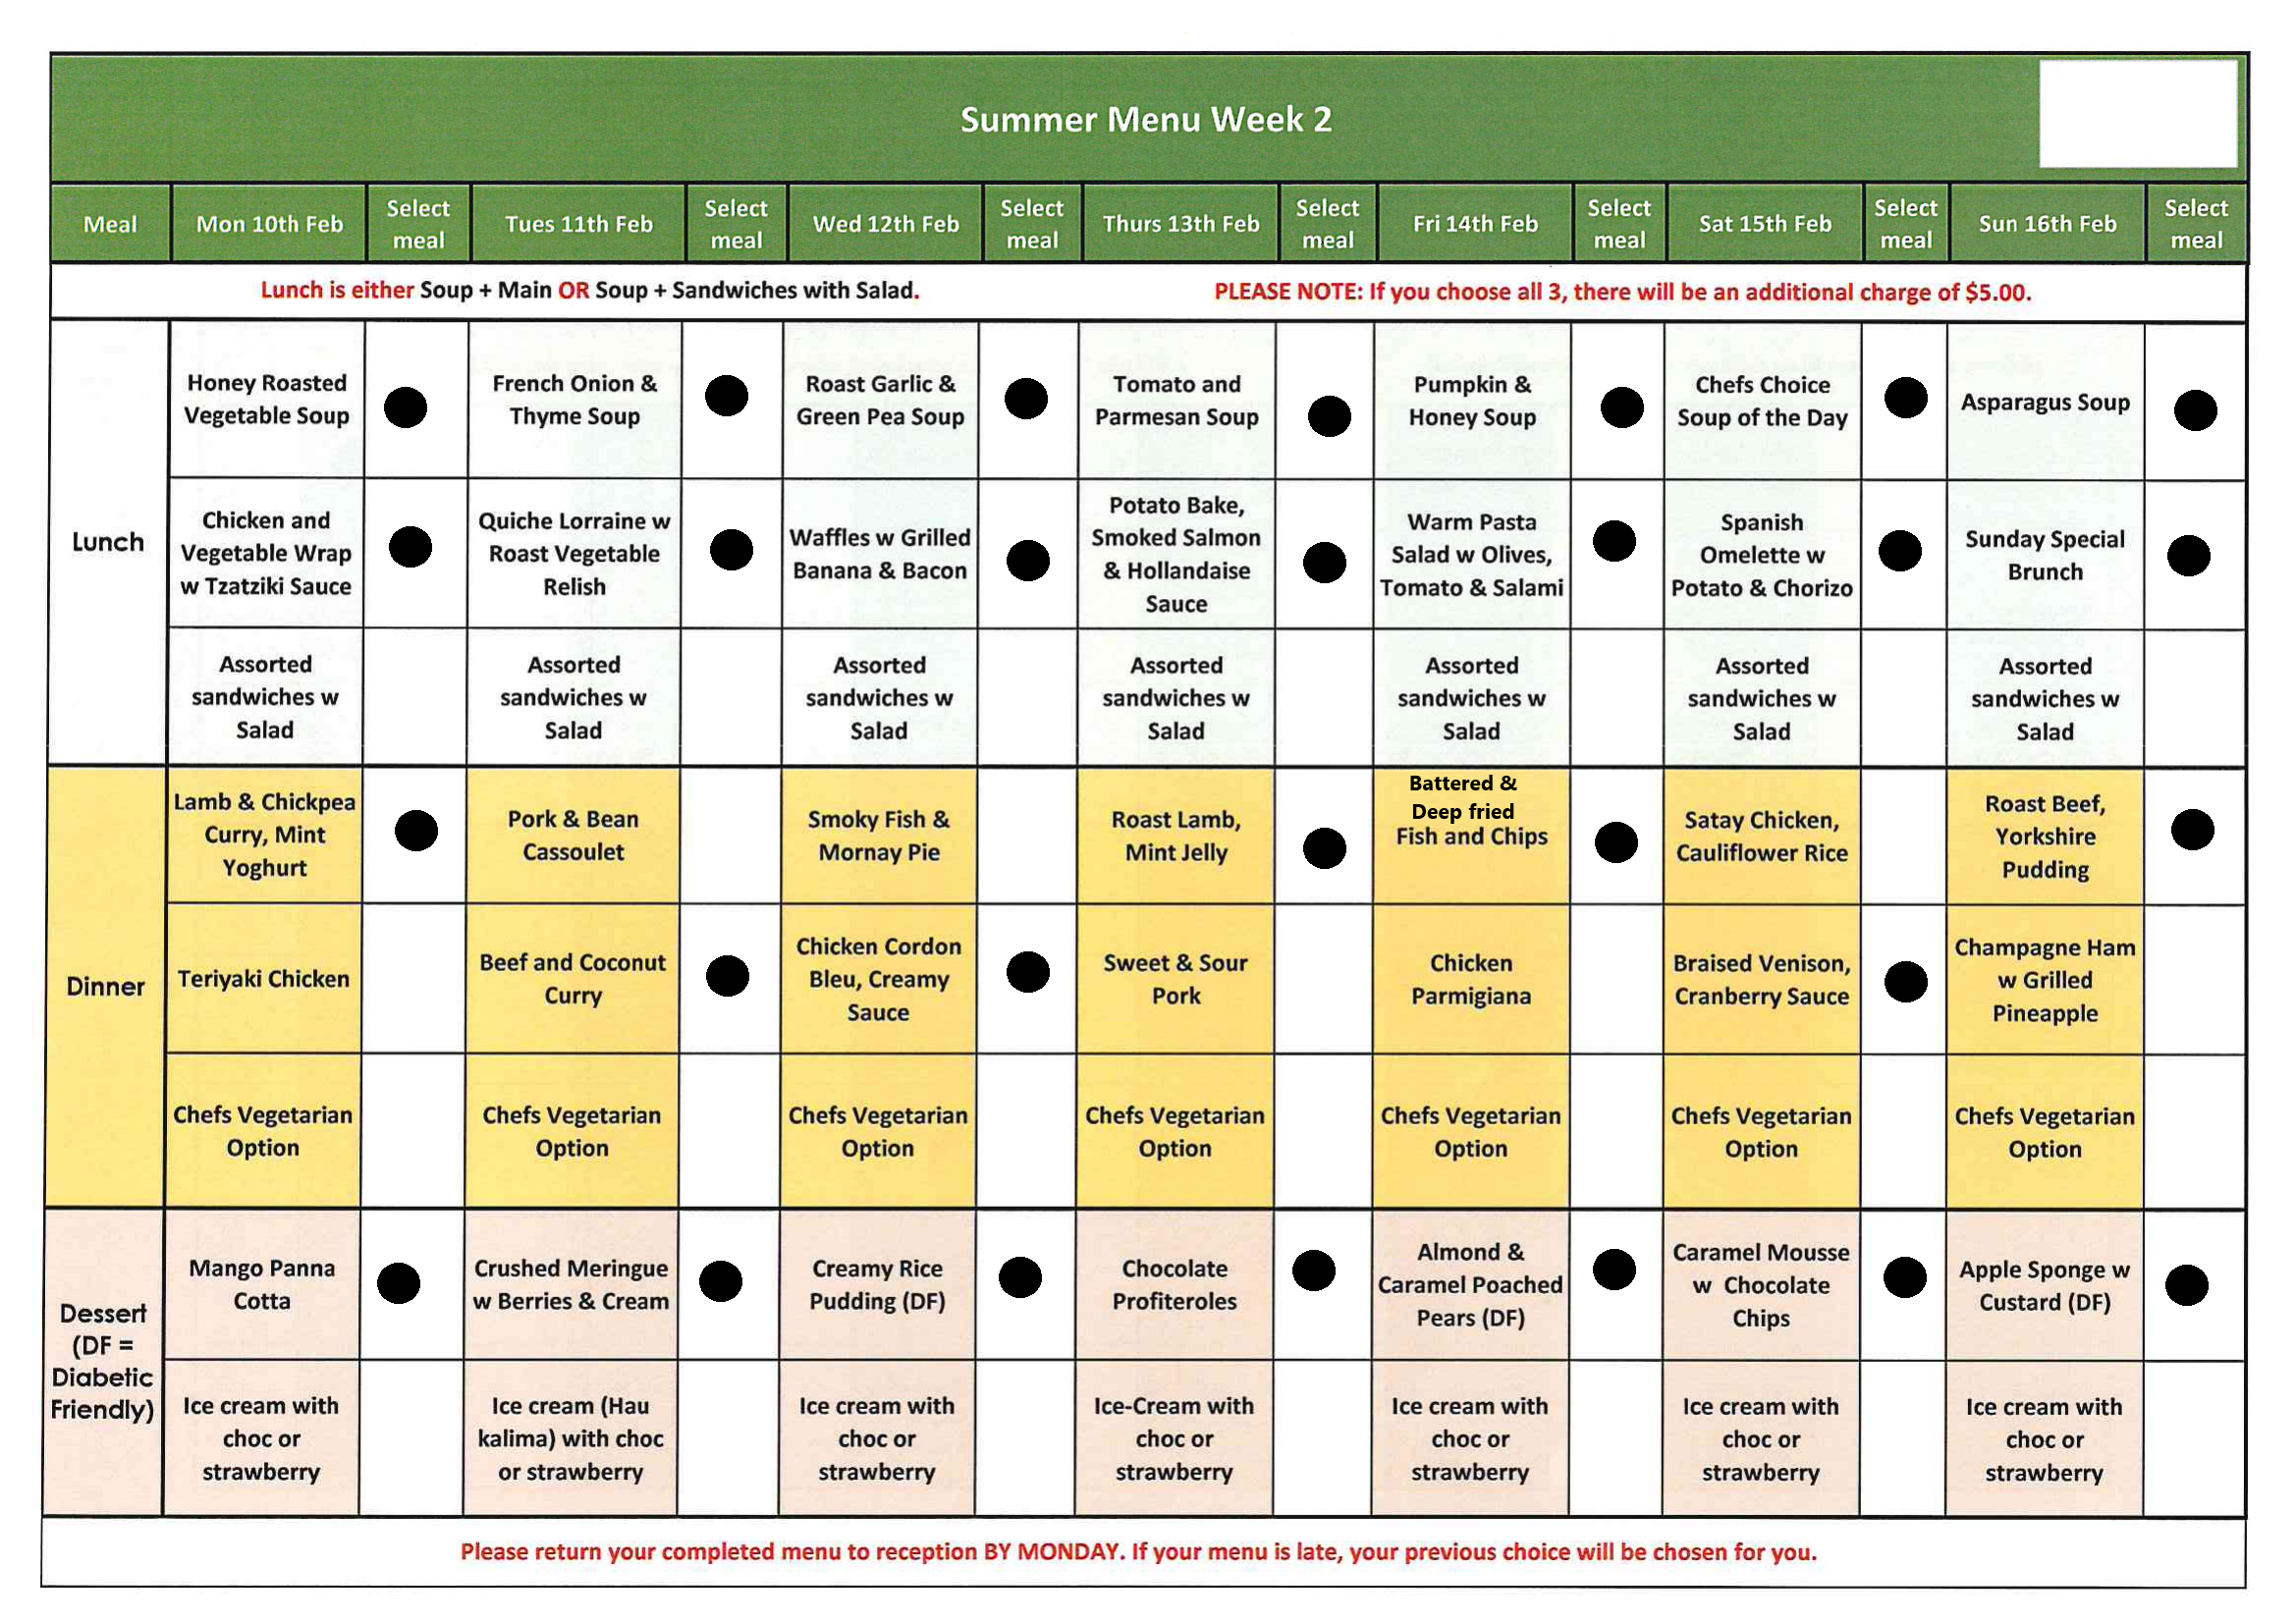 Summer Menu Week 2
Meal
Mon 10th Feb
Select
meal
Tues 11th Feb
Select
meal
Wed 12th Feb
Select
meal
Thurs 13th Feb
Select
meal
Fri 14th Feb
Select
meal
Sat 15th Feb
Select
meal
Sun 16th Feb
Select
meal
Lunch is either Soup + Main OR Soup + Sandwiches with Salad.
PLEASE NOTE: If you choose all 3, there will be an additional charge of $5.00.
Lunch
Honey Roasted
Vegetable Soup
French Onion &
Thyme Soup
Roast Garlic &
Green Pea Soup
Tomato and
Parmesan Soup
Pumpkin &
Honey Soup
Chefs Choice
Soup of the Day
Asparagus Soup
Chicken and
Vegetable Wrap
w Tzatziki Sauce
Quiche Lorraine w
Roast Vegetable
Relish
Waffles w Grilled
Banana & Bacon
Potato Bake,
Smoked Salmon
& Hollandaise
Sauce
Warm Pasta
Salad w Olives,
Tomato & Salami
Spanish
Omelette w
Potato & Chorizo
Sunday Special
Brunch
Assorted
sandwiches w
Salad
Assorted
sandwiches w
Salad
Assorted
sandwiches w
Salad
Assorted
sandwiches w
Salad
Assorted
sandwiches w
Salad
Assorted
sandwiches w
Salad
Assorted
sandwiches w
Salad
Dinner
Lamb & Chickpea
Curry, Mint
Yoghurt
Pork & Bean
Cassoulet
Smoky Fish &
Mornay Pie
Roast Lamb,
Mint Jelly
Battered &
Deep fried
Fish and Chips
Satay Chicken,
Cauliflower Rice
Roast Beef,
Yorkshire
Pudding
Teriyaki Chicken
Beef and Coconut
Curry
Chicken Cordon
Bleu, Creamy
Sauce
Sweet & Sour
Pork
Chicken
Parmigiana
Braised Venison,
Cranberry Sauce
Champagne Ham
w Grilled
Pineapple
Chefs Vegetarian
Option
Chefs Vegetarian
Option
Chefs Vegetarian
Option
Chefs Vegetarian
Option
Chefs Vegetarian
Option
Chefs Vegetarian
Option
Chefs Vegetarian
Option
Dessert
(DF =
Diabetic
Friendly)
Mango Panna
Cotta
Crushed Meringue
w Berries & Cream
Creamy Rice
Pudding (DF)
Chocolate
Profiteroles
Almond &
Caramel Poached
Pears (DF)
Caramel Mousse
w Chocolate
Chips
Apple Sponge w
Custard (DF)
Ice cream with
choc or
strawberry
Ice cream (Hau
kalima) with choc
or strawberry
Ice cream with
choc or
strawberry
Ice-Cream with
choc or
strawberry
Ice cream with
choc or
strawberry
Ice cream with
choc or
strawberry
Ice cream with
choc or
strawberry
Please return your completed menu to reception BY MONDAY. If your menu is late, your previous choice will be chosen for you.